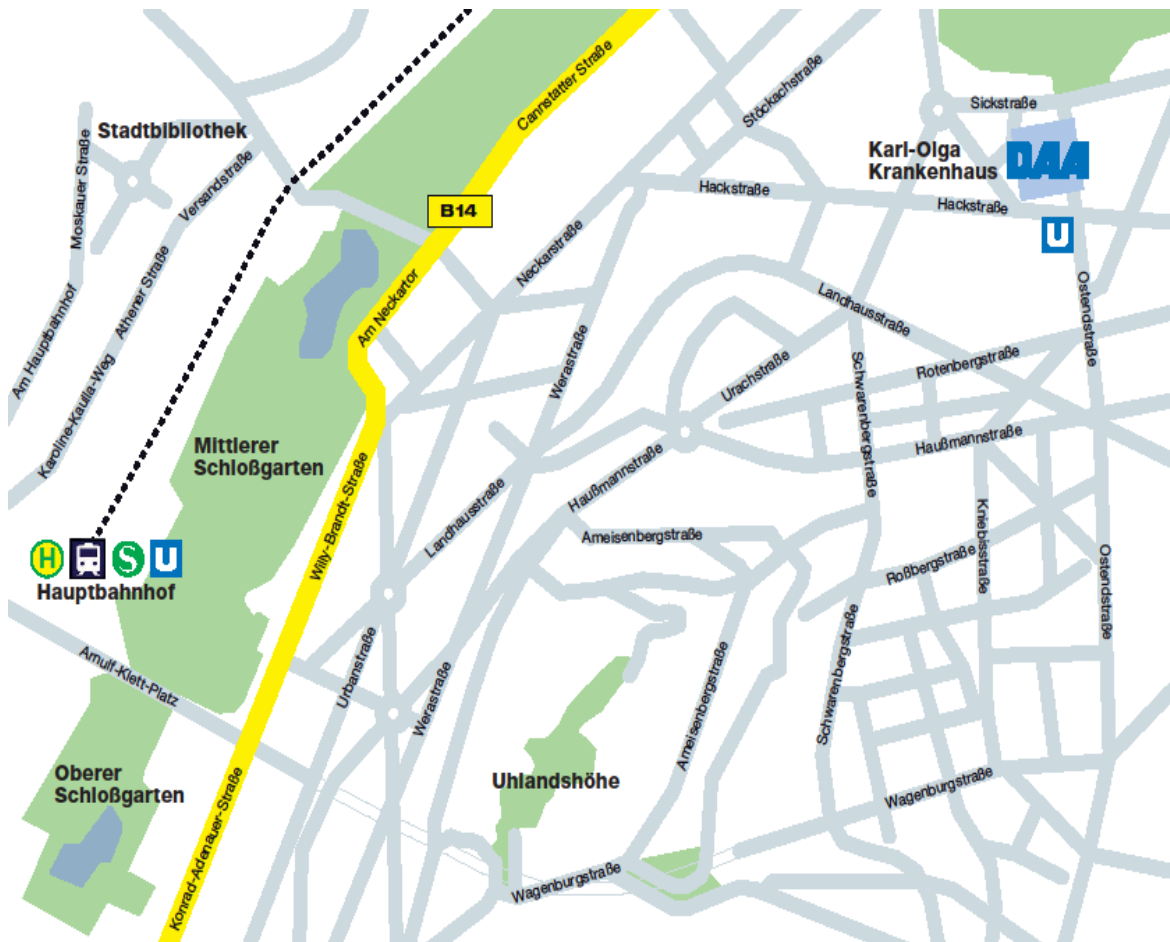 Cannstatter Straße
Stöckachstraße
Sickstraße
Stadtbibliothek
Moskauer Straße
Versandstraße
Karl-Olga
Krankenhaus
DAA
Hackstraße
Hackstraße
B14
U
Neckarstraße
Am Neckartor
Athener Straße
Am Hauptbahnhof
Karoline-Kaulla-Weg
Landhausstraße
Ostendstraße
Werastraße
Urachstraße
Schwarenbergstraße
Rotenbergstraße
Haußmannstraße
Mittlerer
Schloßgarten
Haußmannstraße
Landhausstraße
Willy-Brandt-Straße
Ameisenbergstraße
Kniebisstraße
Roßbergstraße
Ostendstraße
H
S
U
Hauptbahnhof
Arnulf-Klett-Platz
Urbanstraße
Werastraße
Ameisenbergstraße
Schwarenbergstraße
Oberer
Schloßgarten
Uhlandshöhe
Konrad-Adenauer-Straße
Wagenburgstraße
Wagenburgstraße